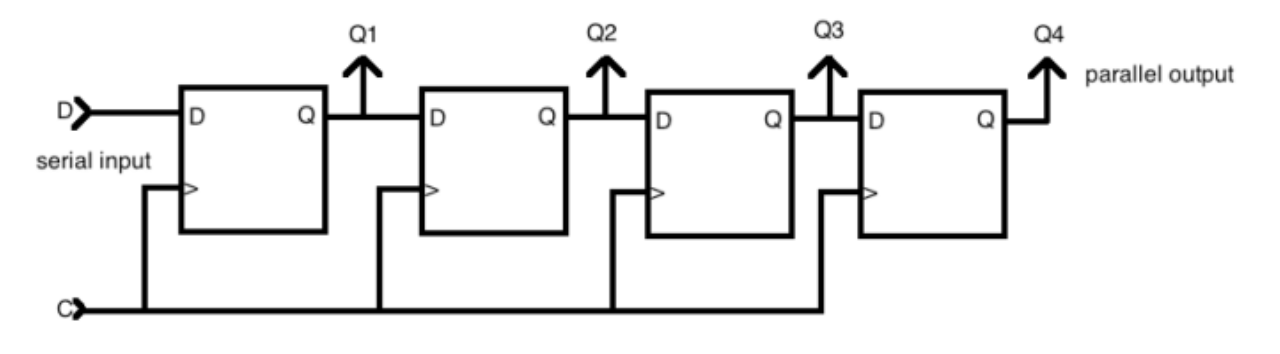 Q1
Q2
Q3
Q4
parallel output
D
D
Q
D
Q
D
Q
D
Q
serial input
>
>
>
>
C